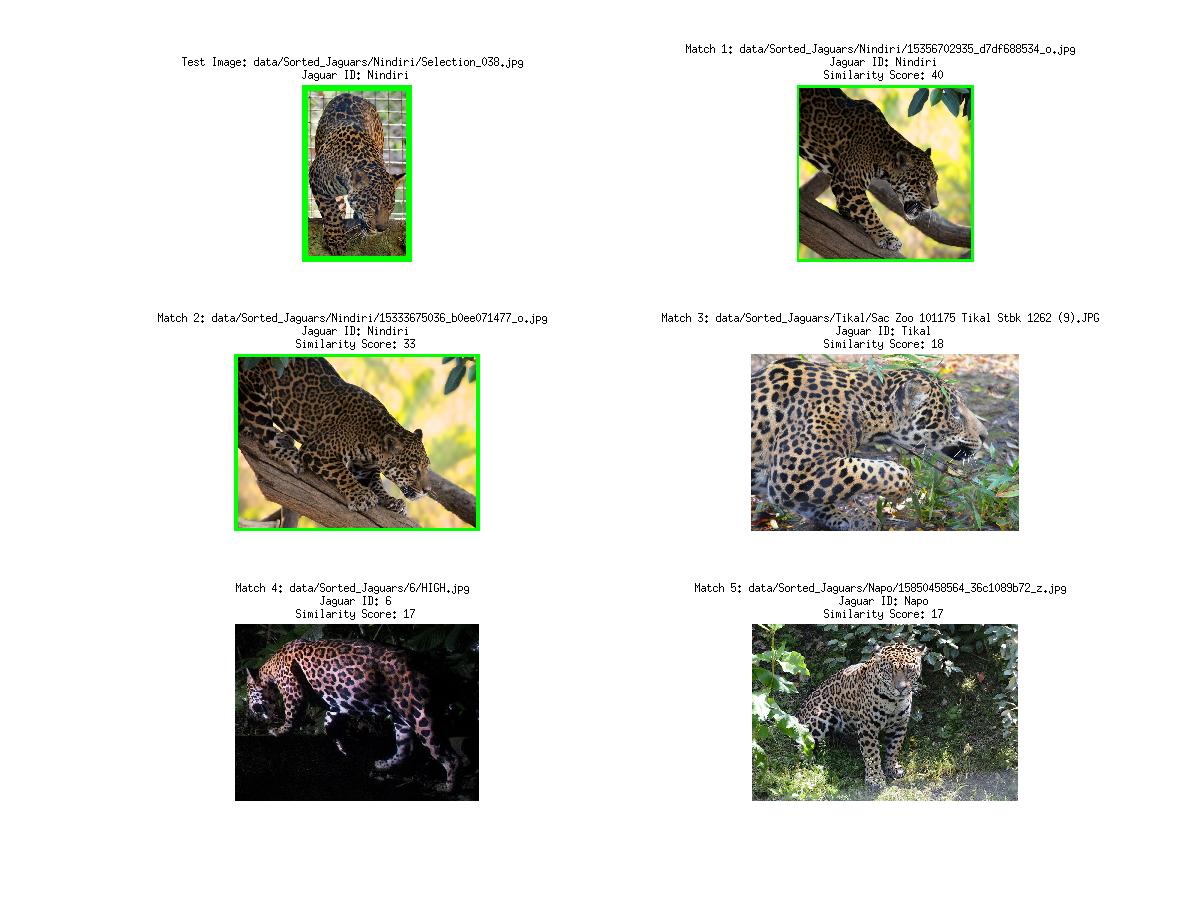 Test Image: data/Sorted_Jaguars/Nindiri/Selection_038.jpg
Jaguar ID: Nindiri
Match 1: data/Sorted_Jaguars/Nindiri/15356702935_d7df688534_o.jpg
Jaguar ID: Nindiri
Similarity Score: 40
Match 2: data/Sorted_Jaguars/Nindiri/15333675036_b0ee071477_o.jpg
Jaguar ID: Nindiri
Similarity Score: 33
Match 3: data/Sorted_Jaguars/Tikal/Sac Zoo 101175 Tikal Stbk 1262 (9).JPG
Jaguar ID: Tikal
Similarity Score: 18
Match 4: data/Sorted_Jaguars/6/HIGH.jpg
Jaguar ID: 6
Similarity Score: 17
Match 5: data/Sorted_Jaguars/Napo/15850458564_36c1089b72_z.jpg
Jaguar ID: Napo
Similarity Score: 17